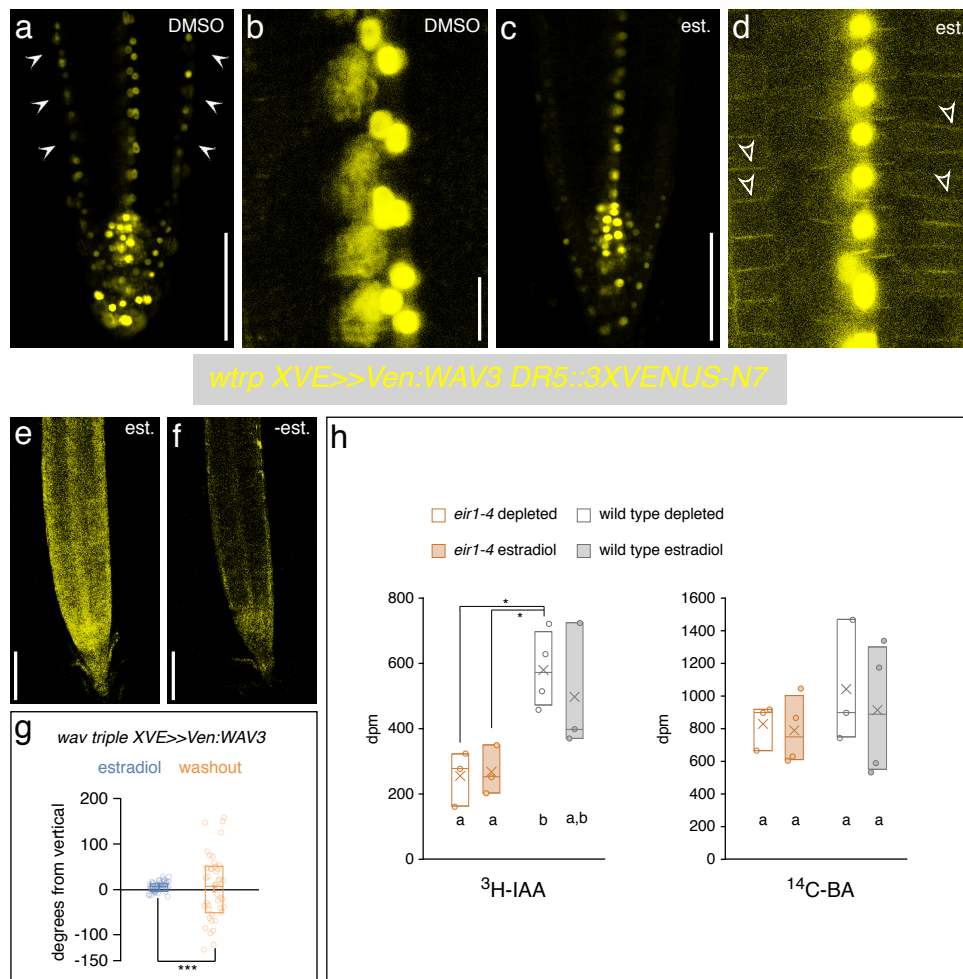 a DMSO b DMSO c est. d est.
wtrp XVE>>Ven:WAV3 DR5::3XVENUS-N7
e est. f -est.
g
wav triple XVE>>Ven:WAV3
estradiol washout
degrees from vertical
200
100
0
-100
-150
***
h
eir1-4 depleted wild type depleted
eir1-4 estradiol wild type estradiol
dpm
800
600
400
200
0
*
*
a a b a,b
³H-IAA
dpm
1600
1400
1200
1000
800
600
400
200
0
a a a a
¹⁴C-BA